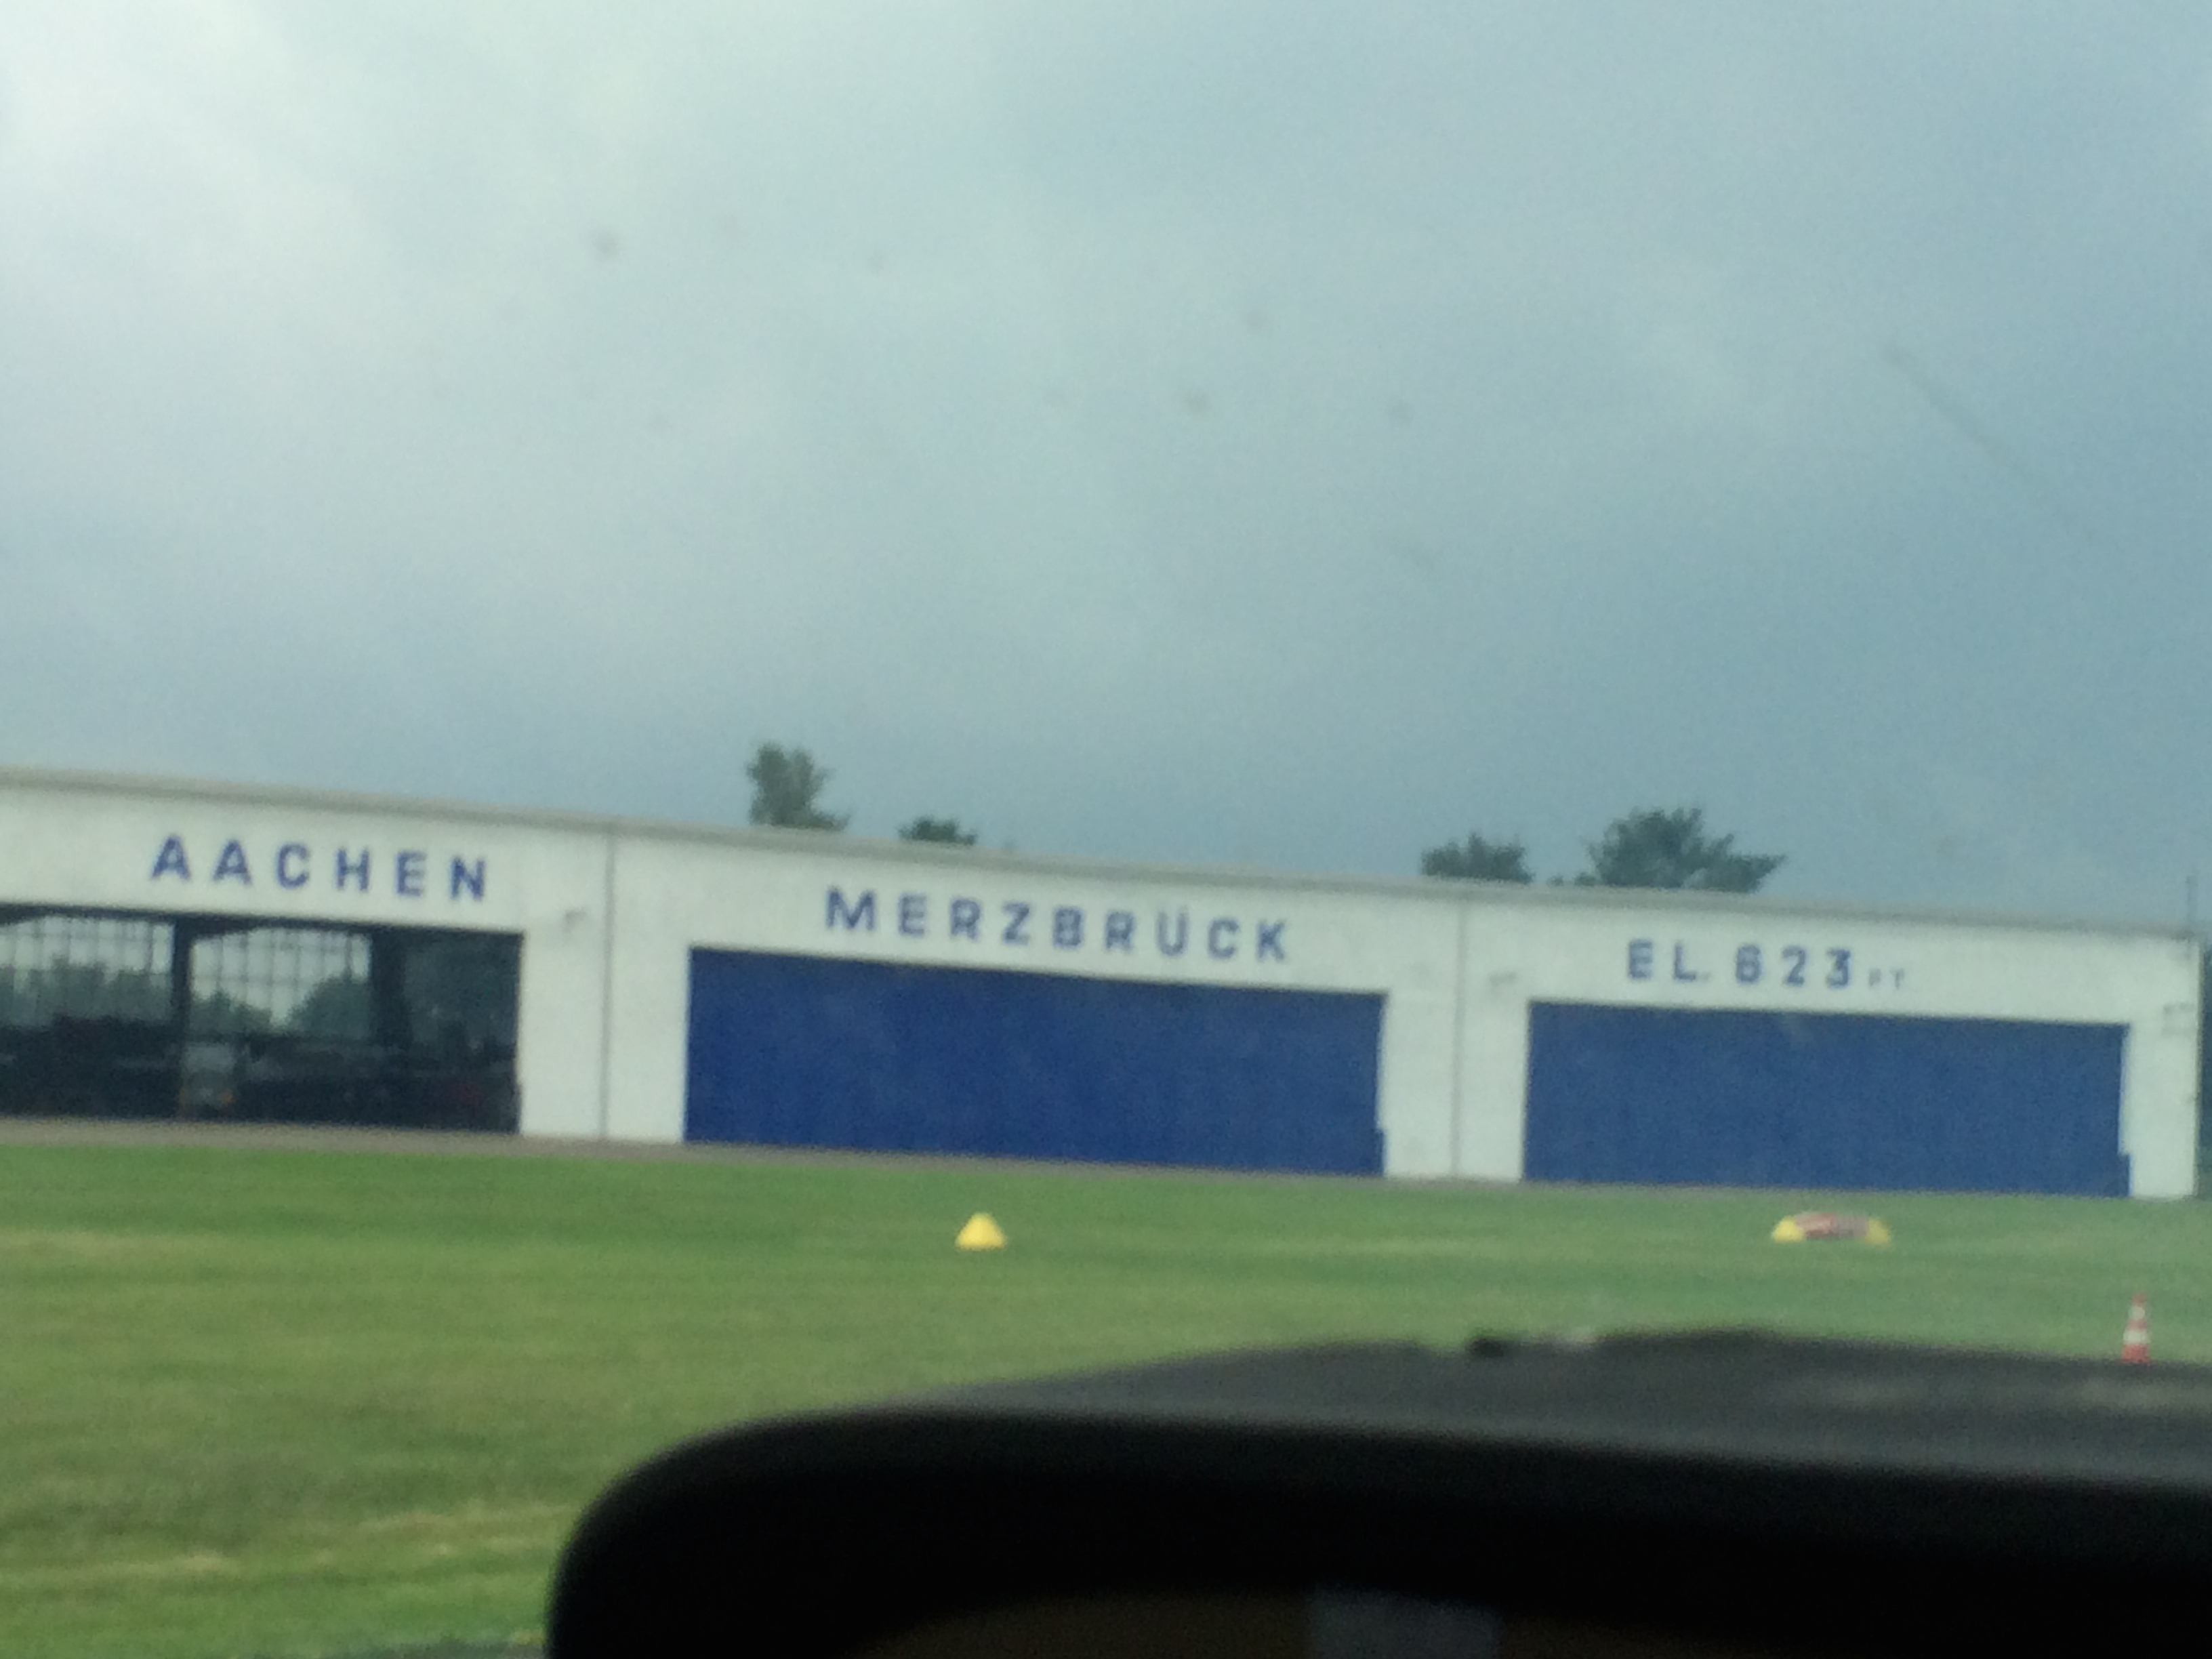 AACHEN
MERZBRÜCK
EL. 623 FT